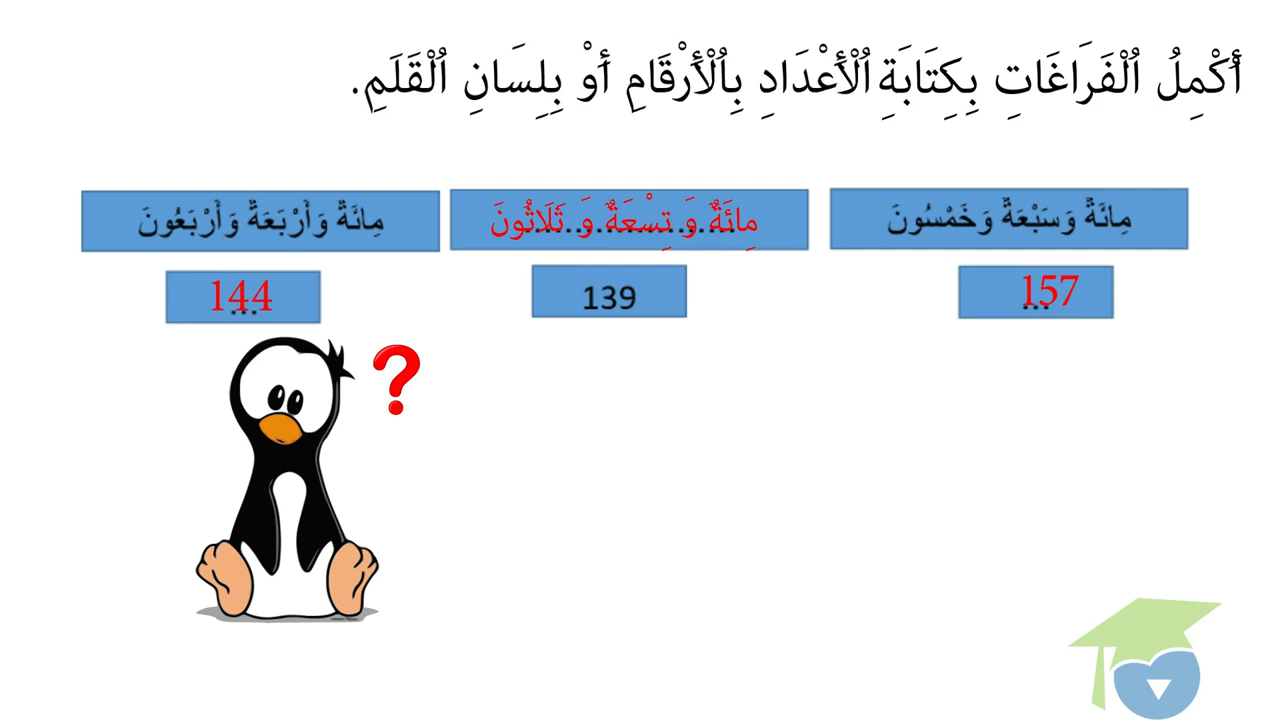 أُكْمِلُ ٱلْفَرَاغَاتِ بِكِتَابَةِ ٱلْأَعْدَادِ بِٱلْأَرْقَامِ أَوْ بِلِسَانِ ٱلْقَلَمِ.
مِائَةٌ وَسَبْعَةٌ وَخَمْسُونَ
157
مِائَةٌ وَ تِسْعَةٌ وَ ثَلَاثُونَ
139
مِائَةٌ وَأَرْبَعَةٌ وَأَرْبَعُونَ
144
?